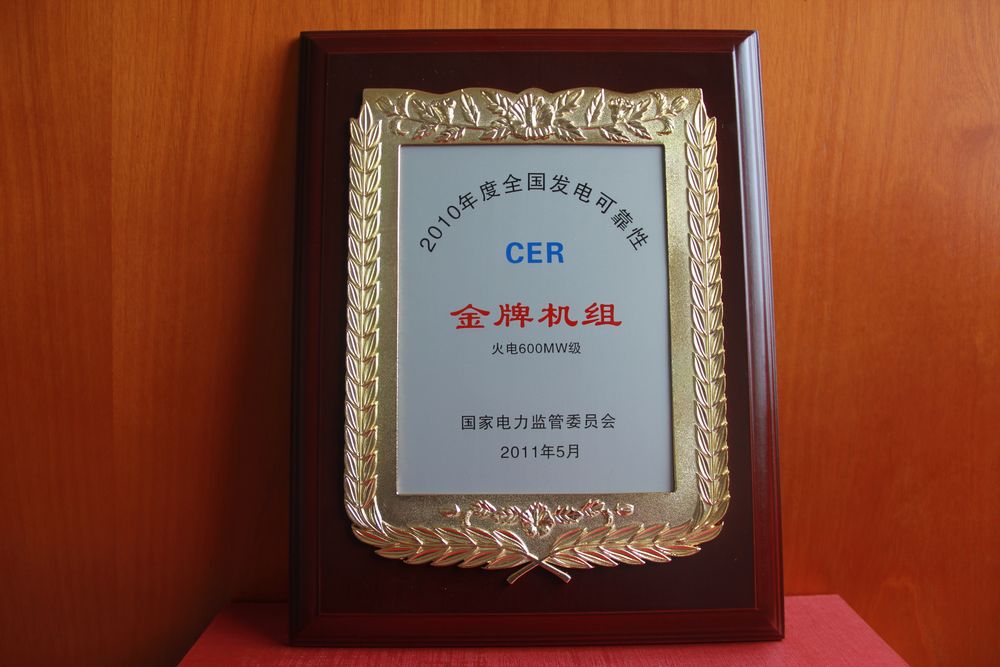 2010年度全国发电可靠性
CER
金牌机组
火电600MW级
国家电力监管委员会
2011年5月